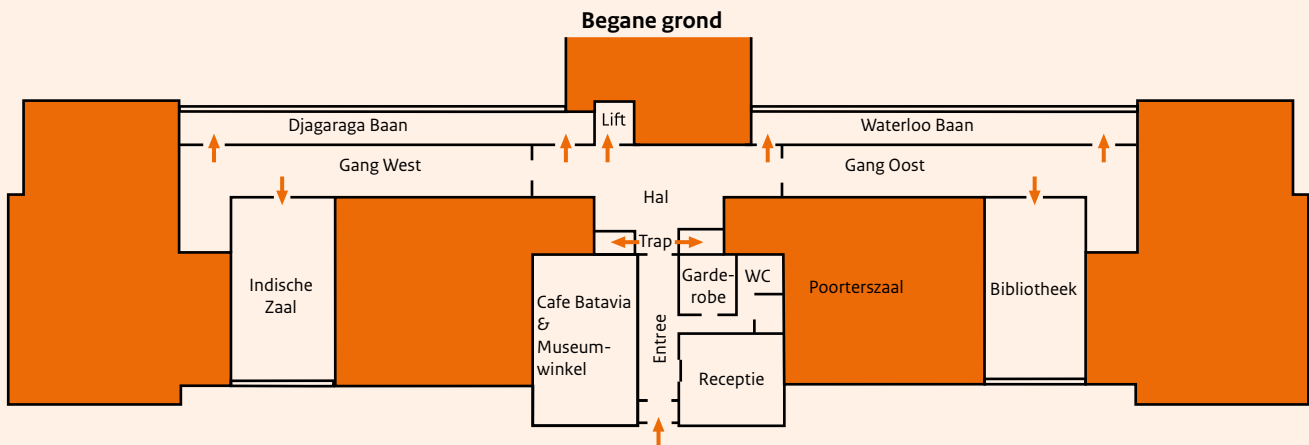 Begane grond
Djagaraga Baan
Lift
Waterloo Baan
Gang West
Gang Oost
Hal
Trap
Indische
Zaal
Cafe Batavia
&
Museum-
winkel
Entree
Garde-
robe
WC
Receptie
Poorterszaal
Bibliotheek